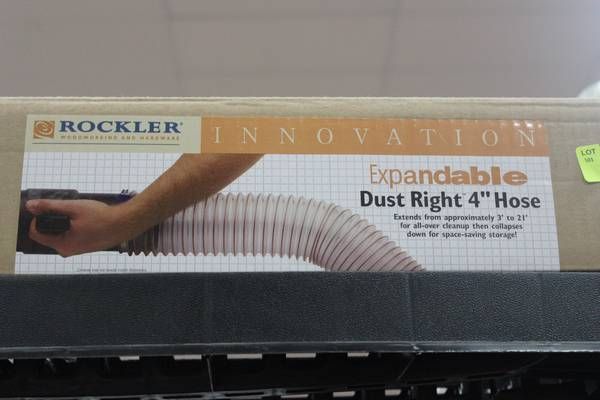 ROCKLER®
WOODWORKING AND HARDWARE
INNOVATION
LOT
Expandable
Dust Right™ 4" Hose
Extends from approximately 3' to 21'
for all-over cleanup then collapses
down for space-saving storage!